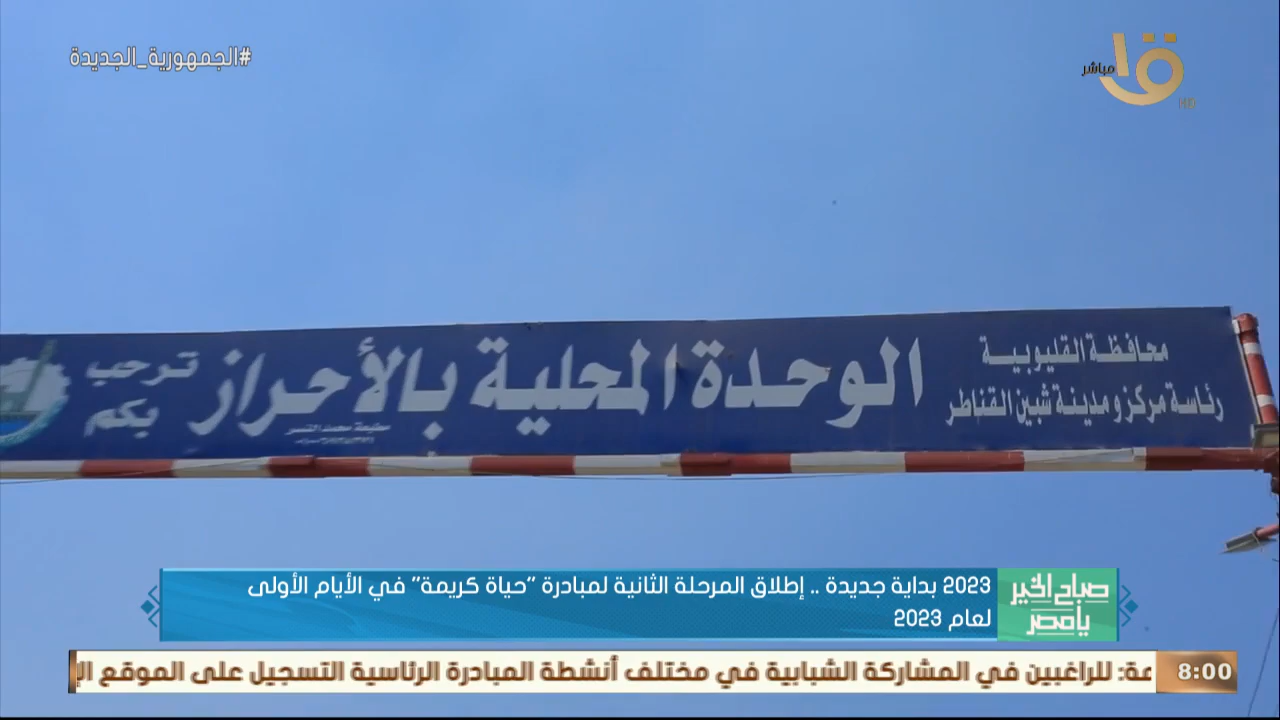 #الجمهورية_الجديدة
مباشر
HD
محافظة القليوبية
رئاسة مركز و مدينة شبين القناطر
الوحدة المحلية بالأحراز
ترحب
بكم
صباح الخير
يا مصر
2023 بداية جديدة .. إطلاق المرحلة الثانية لمبادرة "حياة كريمة" في الأيام الأولى
لعام 2023
8:00
عة: للراغبين في المشاركة الشبابية في مختلف أنشطة المبادرة الرئاسية التسجيل على الموقع الإ